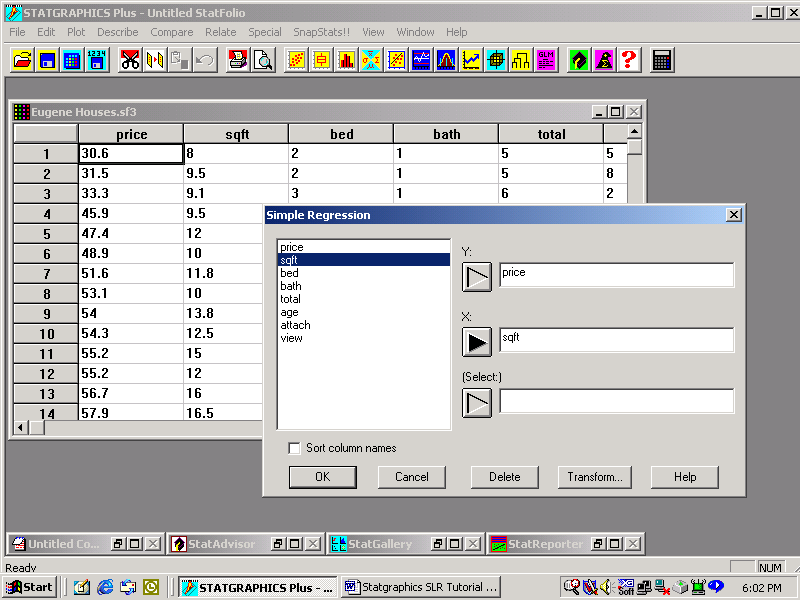 STATGRAPHICS Plus - Untitled StatFolio
File Edit Plot Describe Compare Relate Special SnapStats!! View Window Help
1234
GLM
Eugene Houses.sf3
price sqft bed bath total
1 30.6 8 2 1 5 5
2 31.5 9.5 2 1 5 8
3 33.3 9.1 3 1 6 2
4 45.9 9.5
5 47.4 12
6 48.9 10
7 51.6 11.8
8 53.1 10
9 54 13.8
10 54.3 12.5
11 55.2 15
12 55.2 12
13 56.7 16
14 57.9 16.5
Simple Regression
price
sqft
bed
bath
total
age
attach
view
Y:
price
X:
sqft
(Select:)
Sort column names
OK Cancel Delete Transform... Help
Untitled Co... StatAdvisor StatGallery StatReporter
Ready NUM
Start STATGRAPHICS Plus - ... Statgraphics SLR Tutorial ... 6:02 PM